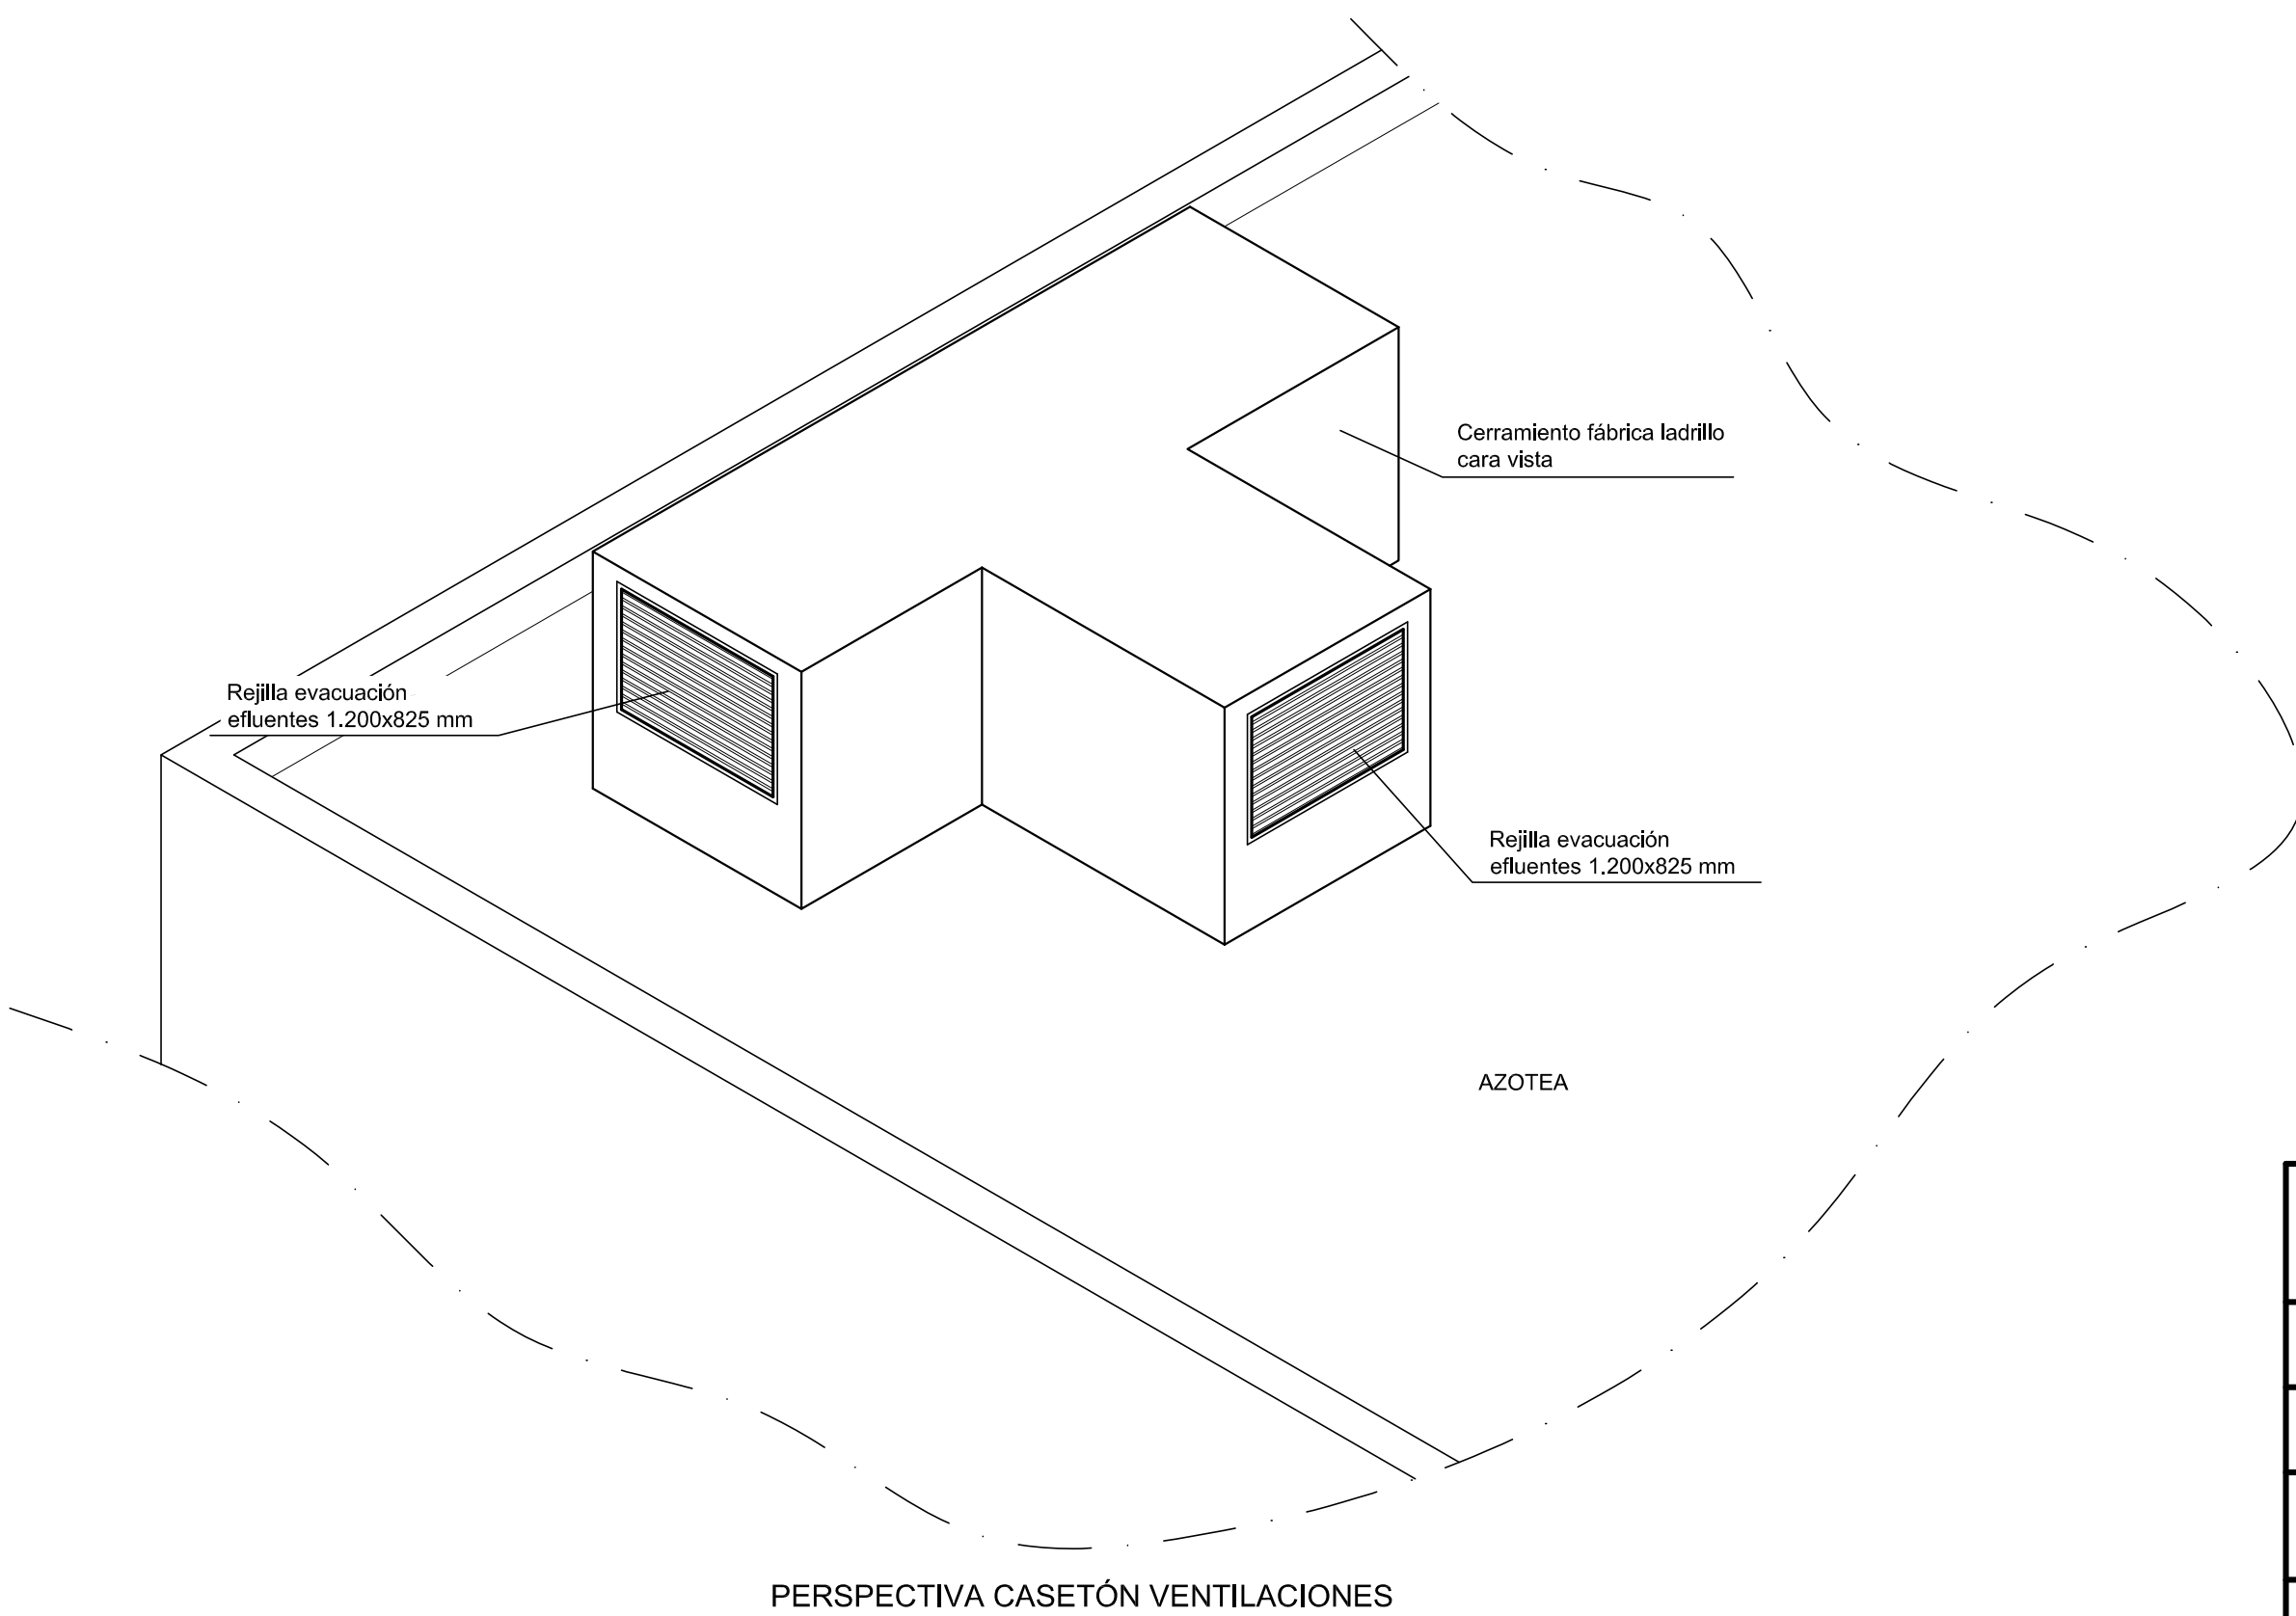 Cerramiento fábrica ladrillo
cara vista
Rejilla evacuación
efluentes 1.200x825 mm
Rejilla evacuación
efluentes 1.200x825 mm
AZOTEA
PERSPECTIVA CASETÓN VENTILACIONES